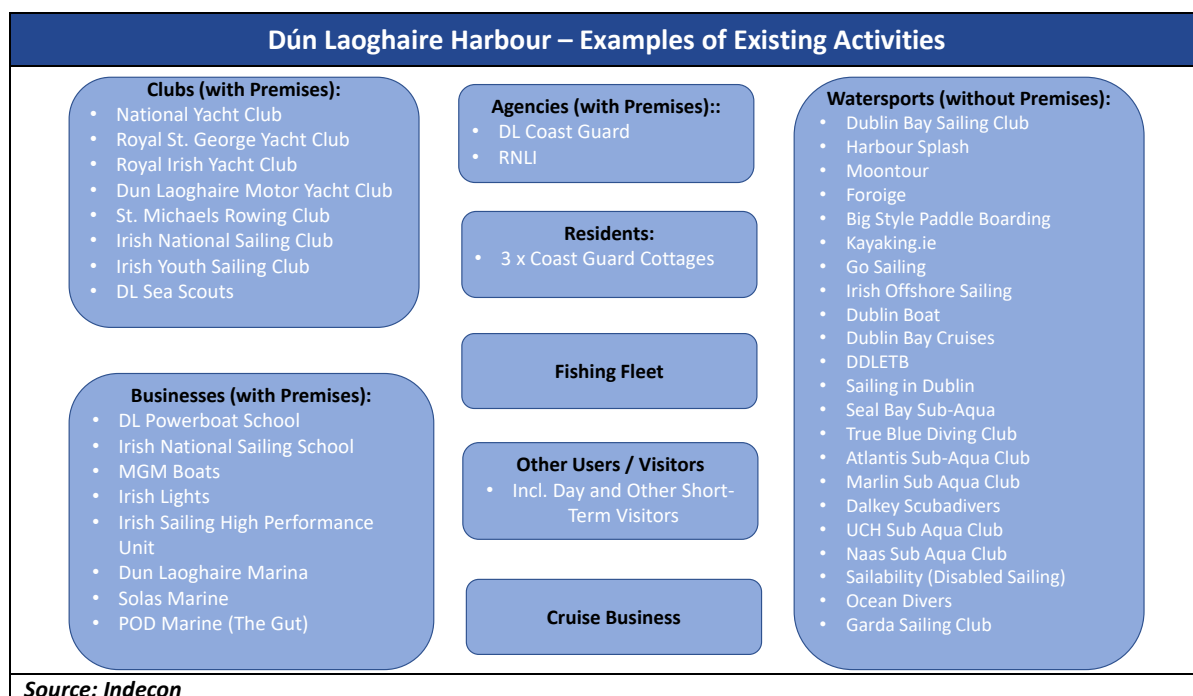 Dún Laoghaire Harbour – Examples of Existing Activities
Clubs (with Premises):
• National Yacht Club
• Royal St. George Yacht Club
• Royal Irish Yacht Club
• Dun Laoghaire Motor Yacht Club
• St. Michaels Rowing Club
• Irish National Sailing Club
• Irish Youth Sailing Club
• DL Sea Scouts
Businesses (with Premises):
• DL Powerboat School
• Irish National Sailing School
• MGM Boats
• Irish Lights
• Irish Sailing High Performance
Unit
• Dun Laoghaire Marina
• Solas Marine
• POD Marine (The Gut)
Agencies (with Premises)::
• DL Coast Guard
• RNLI
Residents:
• 3 x Coast Guard Cottages
Fishing Fleet
Other Users / Visitors
• Incl. Day and Other Short-
Term Visitors
Cruise Business
Watersports (without Premises):
• Dublin Bay Sailing Club
• Harbour Splash
• Moontour
• Foroige
• Big Style Paddle Boarding
• Kayaking.ie
• Go Sailing
• Irish Offshore Sailing
• Dublin Boat
• Dublin Bay Cruises
• DDLETB
• Sailing in Dublin
• Seal Bay Sub-Aqua
• True Blue Diving Club
• Atlantis Sub-Aqua Club
• Marlin Sub Aqua Club
• Dalkey Scubadivers
• UCH Sub Aqua Club
• Naas Sub Aqua Club
• Sailability (Disabled Sailing)
• Ocean Divers
• Garda Sailing Club
Source: Indecon